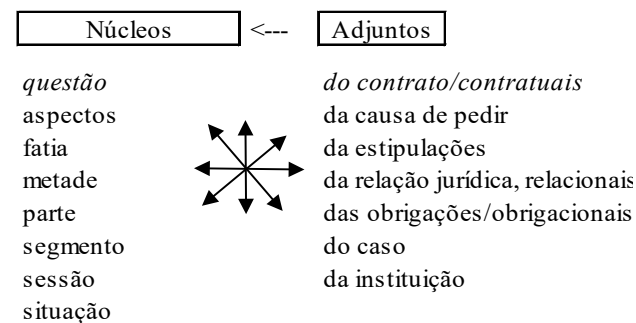 Núcleos <--- Adjuntos
questão do contrato/contratuais
aspectos da causa de pedir
fatia da estipulações
metade da relação jurídica, relacionais
parte das obrigações/obrigacionais
segmento do caso
sessão da instituição
situação